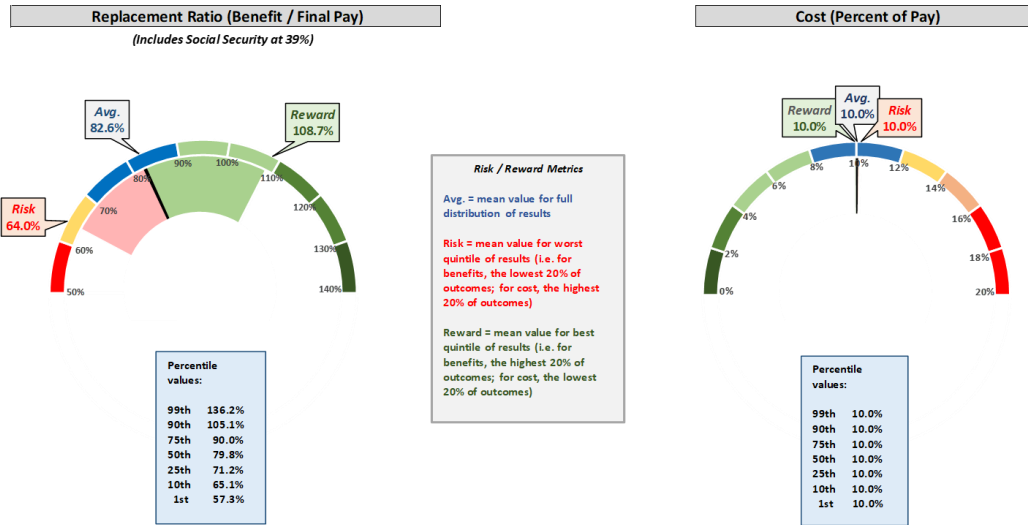 Replacement Ratio (Benefit / Final Pay)
(Includes Social Security at 39%)
Avg.
82.6%
Reward
108.7%
Risk
64.0%
50%
60%
70%
80%
90%
100%
110%
120%
130%
140%
Percentile
values:
99th 136.2%
90th 105.1%
75th 90.0%
50th 79.8%
25th 71.2%
10th 65.1%
1st 57.3%
Risk / Reward Metrics
Avg. = mean value for full
distribution of results
Risk = mean value for worst
quintile of results (i.e. for
benefits, the lowest 20% of
outcomes; for cost, the highest
20% of outcomes)
Reward = mean value for best
quintile of results (i.e. for
benefits, the highest 20% of
outcomes; for cost, the lowest
20% of outcomes)
Cost (Percent of Pay)
Reward
10.0%
Avg.
10.0%
Risk
10.0%
0%
2%
4%
6%
8%
10%
12%
14%
16%
18%
20%
Percentile
values:
99th 10.0%
90th 10.0%
75th 10.0%
50th 10.0%
25th 10.0%
10th 10.0%
1st 10.0%